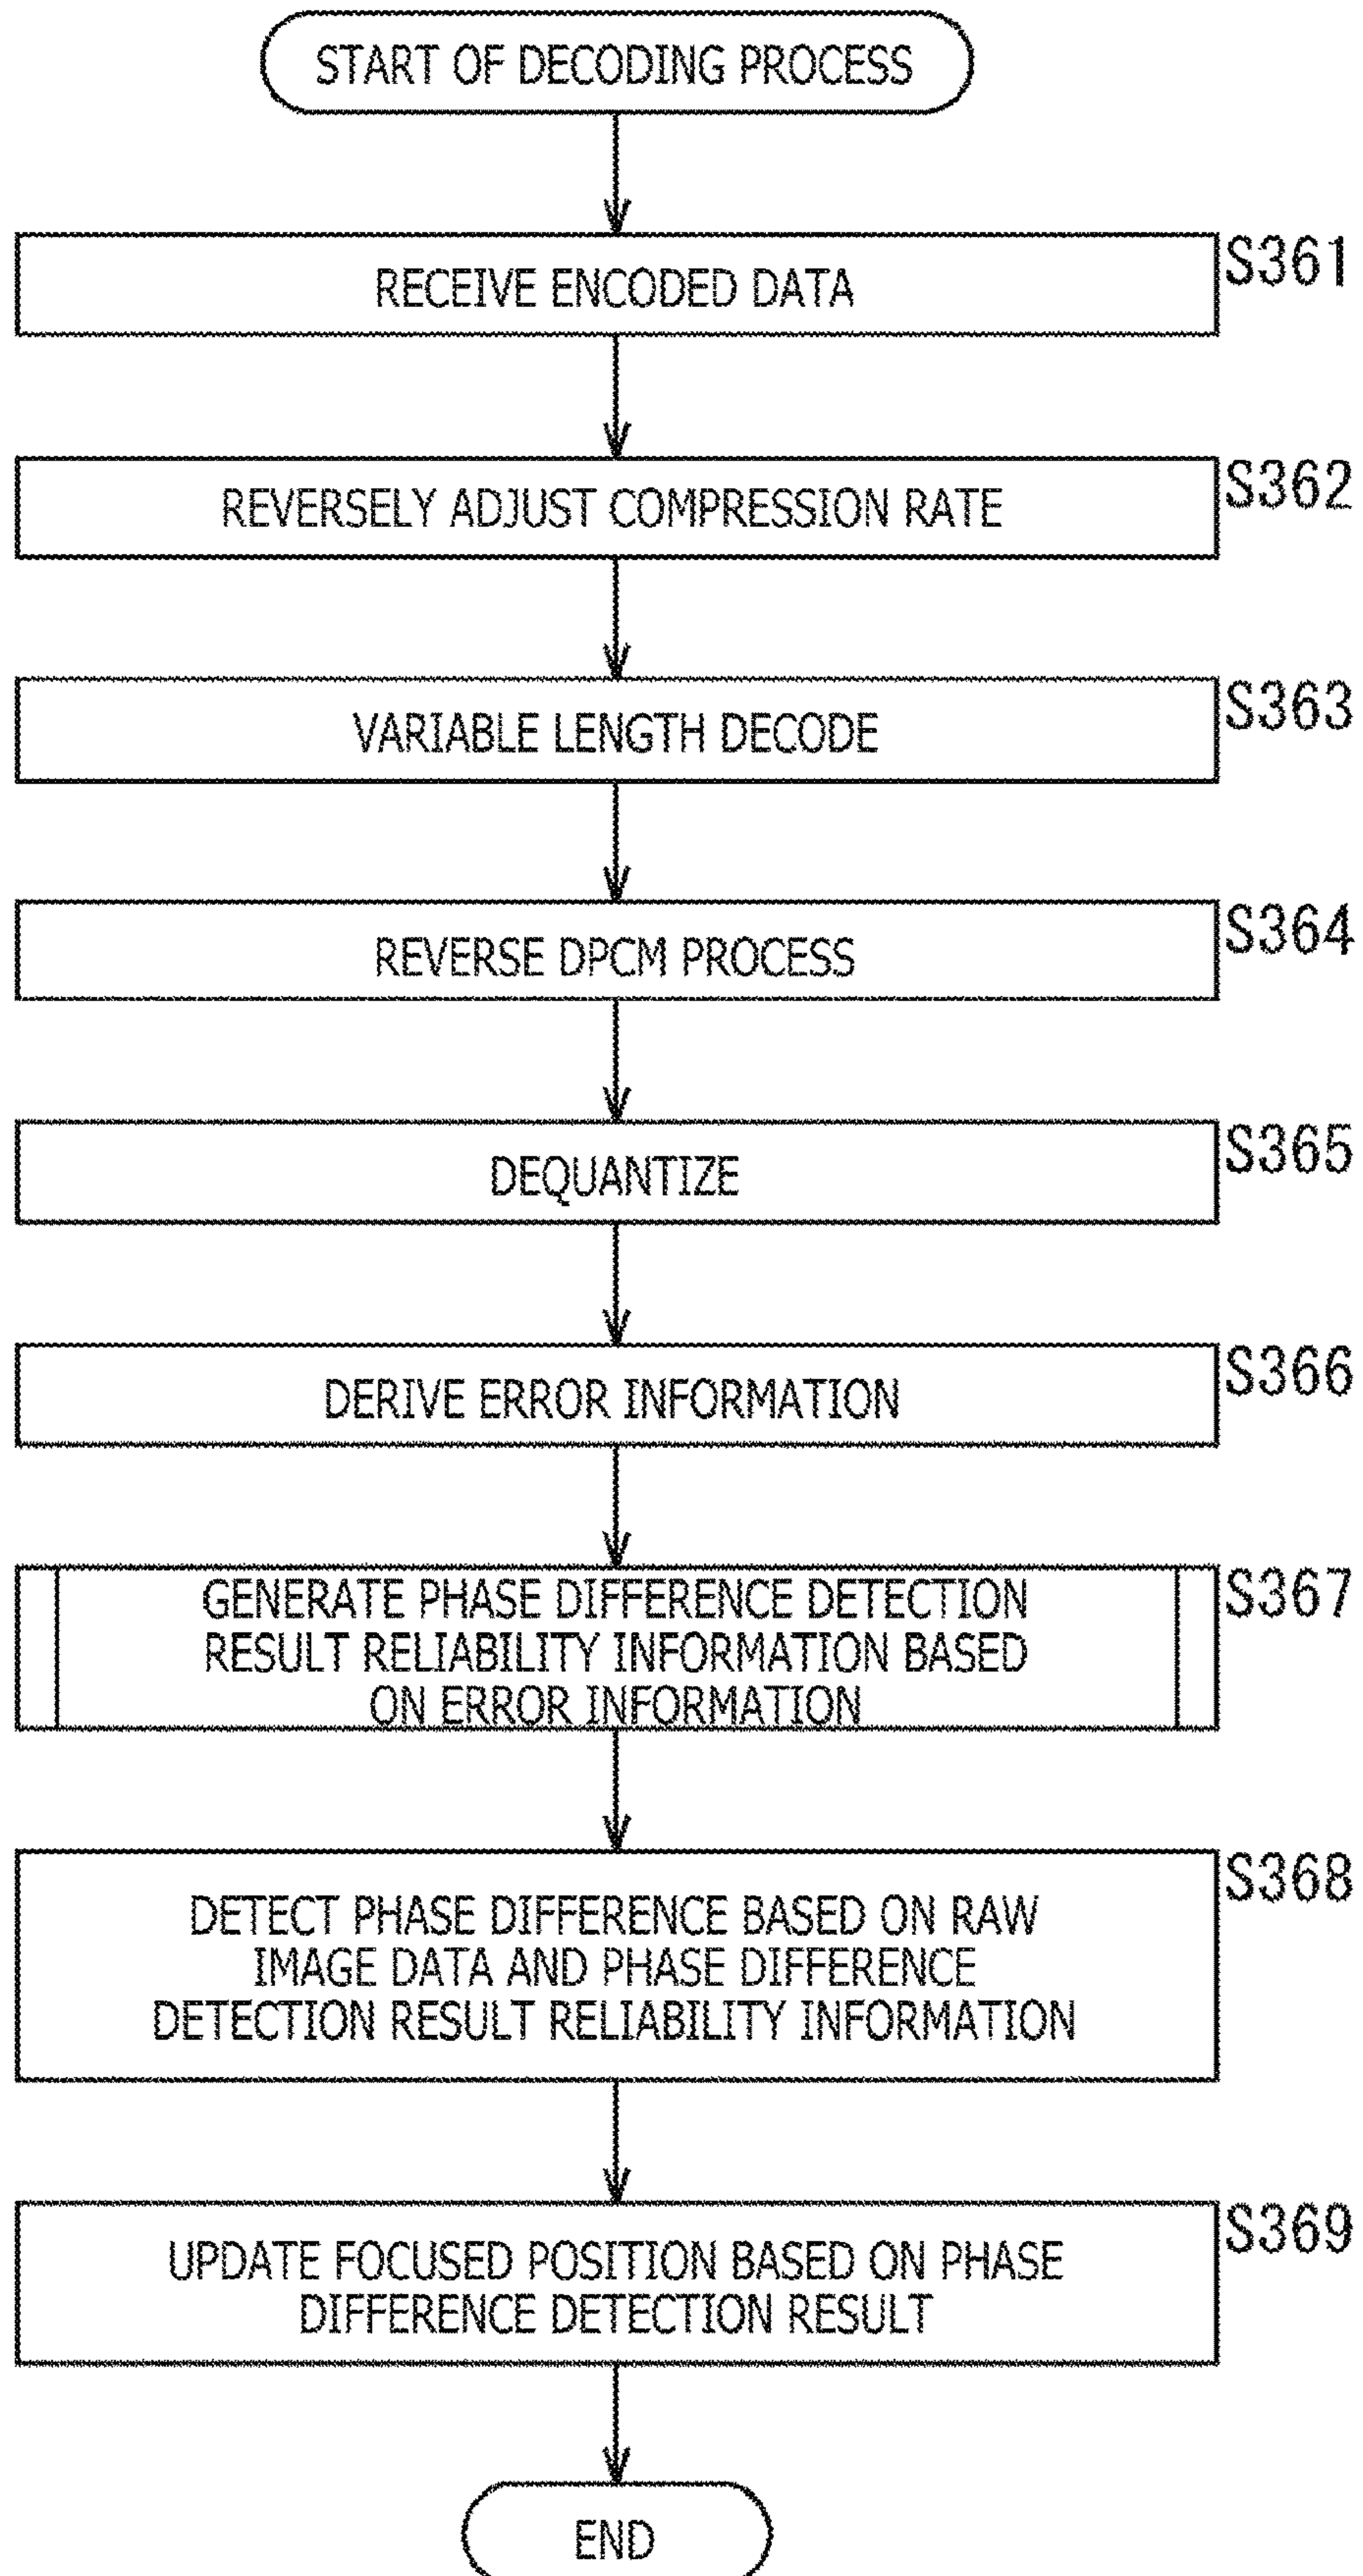 START OF DECODING PROCESS
S361
RECEIVE ENCODED DATA
S362
REVERSELY ADJUST COMPRESSION RATE
S363
VARIABLE LENGTH DECODE
S364
REVERSE DPCM PROCESS
S365
DEQUANTIZE
S366
DERIVE ERROR INFORMATION
S367
GENERATE PHASE DIFFERENCE DETECTION
RESULT RELIABILITY INFORMATION BASED
ON ERROR INFORMATION
S368
DETECT PHASE DIFFERENCE BASED ON RAW
IMAGE DATA AND PHASE DIFFERENCE
DETECTION RESULT RELIABILITY INFORMATION
S369
UPDATE FOCUSED POSITION BASED ON PHASE
DIFFERENCE DETECTION RESULT
END